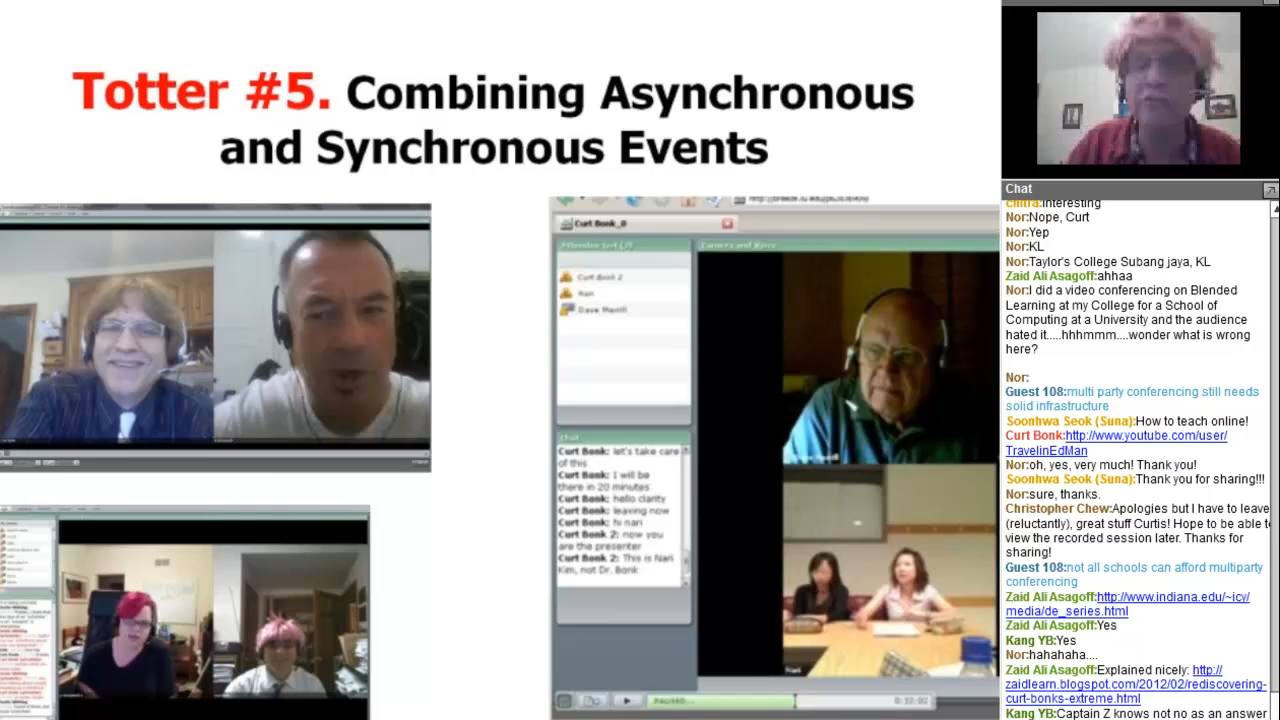 Totter #5. Combining Asynchronous
and Synchronous Events
Curt Bonk_0
Curt Bonk 2
Nari
Dave Merrill
Chat
Curt Bonk: let's take care
of this
Curt Bonk: I will be
there in 20 minutes
Curt Bonk: hello clarity
Curt Bonk: leaving now
Curt Bonk: hi nari
Curt Bonk 2: now you
are the presenter
Curt Bonk 2: This is Nari
Kim, not Dr. Bonk
PAUSED...
0:32:02
Chat
Chitra:Interesting
Nor:Nope, Curt
Nor:Yep
Nor:KL
Nor:Taylor's College Subang jaya, KL
Zaid Ali Asagoff:ahhaa
Nor:I did a video conferencing on Blended
Learning at my College for a School of
Computing at a University and the audience
hated it.....hhhmmm....wonder what is wrong
here?
Nor:
Guest 108:multi party conferencing still needs
solid infrastructure
Soonhwa Seok (Suna):How to teach online!
Curt Bonk:http://www.youtube.com/user/
TravelinEdMan
Nor:oh, yes, very much! Thank you!
Soonhwa Seok (Suna):Thank you for sharing!!!
Nor:sure, thanks.
Christopher Chew:Apologies but I have to leave
(reluctantly), great stuff Curtis! Hope to be able to
view the recorded session later. Thanks for
sharing!
Guest 108:not all schools can afford multiparty
conferencing
Zaid Ali Asagoff:http://www.indiana.edu/~icy/
media/de_series.html
Zaid Ali Asagoff:Yes
Kang YB:Yes
Nor:hahahaha....
Zaid Ali Asagoff:Explained nicely: http://
zaidlearn.blogspot.com/2012/02/rediscovering-
curt-bonks-extreme.html
Kang YB:Captain Z knows not no as an answer